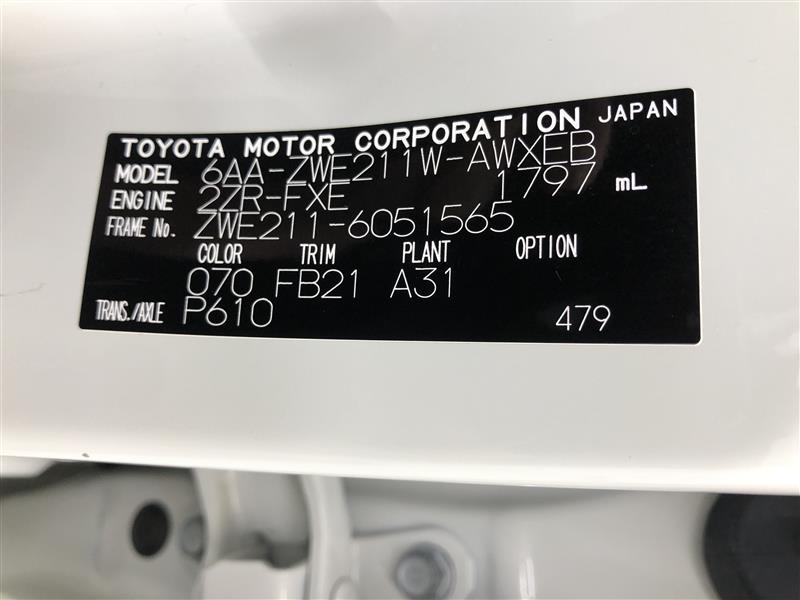 TOYOTA MOTOR CORPORATION JAPAN
MODEL 6AA-ZWE211W-AWXEB
ENGINE 2ZR-FXE 1797 mL
FRAME No. ZWE211-6051565
COLOR TRIM PLANT OPTION
070 FB21 A31
TRANS./AXLE P610 479